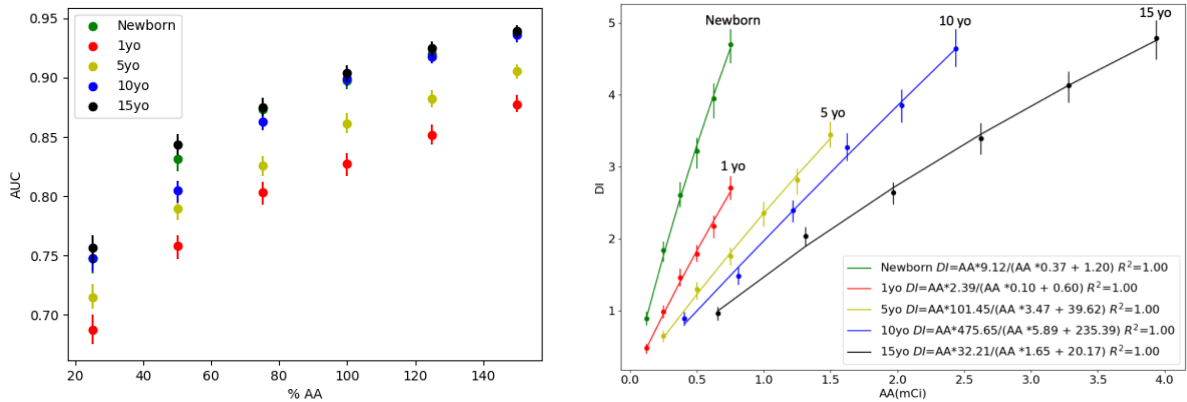 0.95
0.90
0.85
0.80
0.75
0.70
AUC
Newborn
1yo
5yo
10yo
15yo
20
40
60
80
100
120
140
% AA
5
4
3
2
1
DI
Newborn
1 yo
5 yo
10 yo
15 yo
Newborn DI=AA*9.12/(AA *0.37 + 1.20) R²=1.00
1yo DI=AA*2.39/(AA *0.10 + 0.60) R²=1.00
5yo DI=AA*101.45/(AA *3.47 + 39.62) R²=1.00
10yo DI=AA*475.65/(AA *5.89 + 235.39) R²=1.00
15yo DI=AA*32.21/(AA *1.65 + 20.17) R²=1.00
0.0
0.5
1.0
1.5
2.0
2.5
3.0
3.5
4.0
AA(mCi)